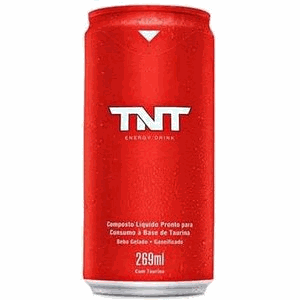 TNT
ENERGY DRINK
Composto Líquido Pronto para
Consumo à Base de Taurina
Beba Gelado • Gaseificado
269ml
Com Taurina